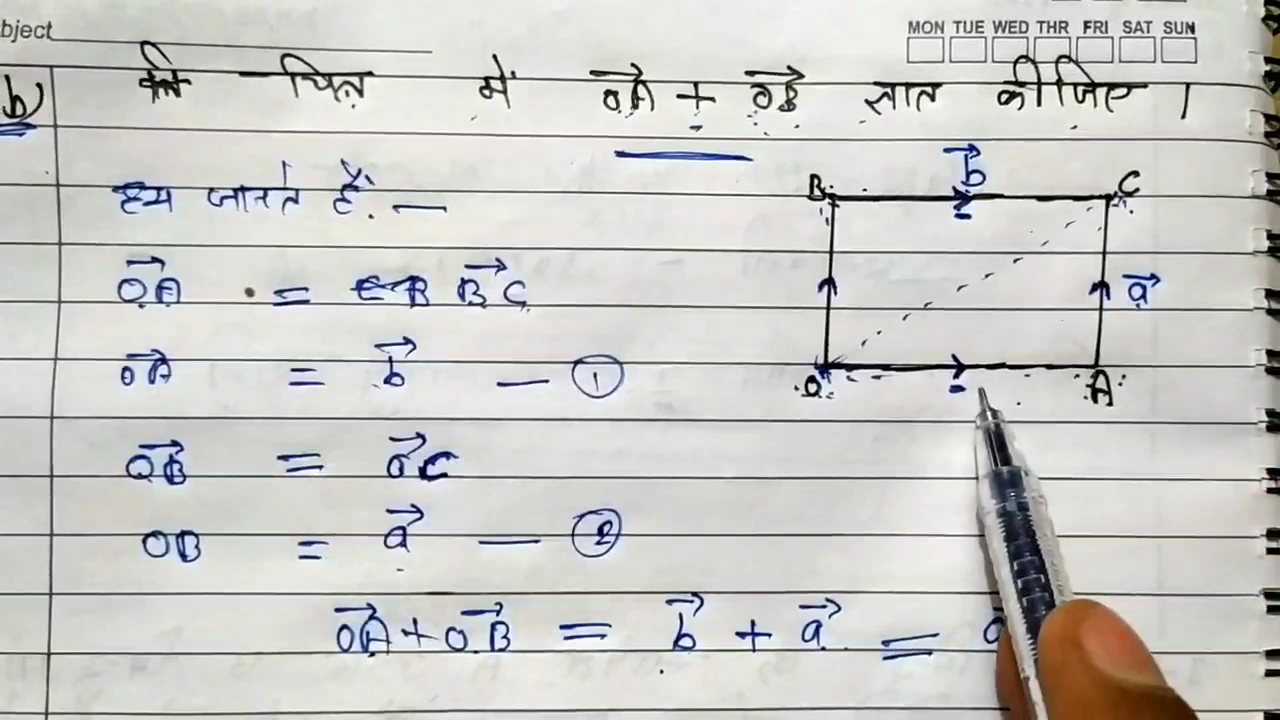 bject
MON TUE WED THR FRI SAT SUN
b) चित्र में OA + OB ज्ञात कीजिए ।
हम जानते हैं. —
OA = BC
OA = b — 1
OB = OC
OB = a — 2
OA + OB = b + a =
B b C
a
O A